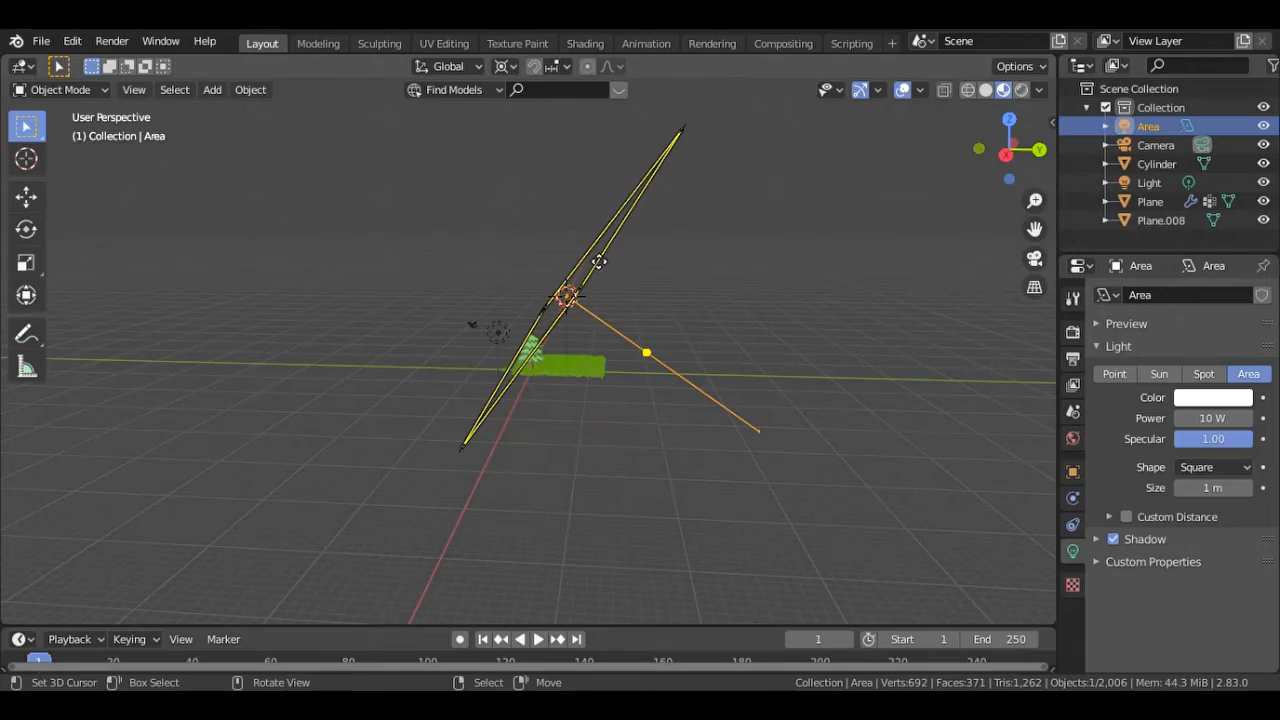 File Edit Render Window Help Layout Modeling Sculpting UV Editing Texture Paint Shading Animation Rendering Compositing Scripting + Scene View Layer
Global Options
Object Mode View Select Add Object Find Models
User Perspective
(1) Collection | Area
Z
Y
X
Scene Collection
Collection
Area
Camera
Cylinder
Light
Plane
Plane.008
Area Area
Area
Preview
Light
Point Sun Spot Area
Color
Power 10 W
Specular 1.00
Shape Square
Size 1 m
Custom Distance
Shadow
Custom Properties
Playback Keying View Marker 1 Start 1 End 250
1 20 40 60 80 100 120 140 160 180 200 220 240
Set 3D Cursor Box Select Rotate View Select Move Collection | Area | Verts:692 | Faces:371 | Tris:1,262 | Objects:1/2,006 | Mem: 44.3 MiB | 2.83.0